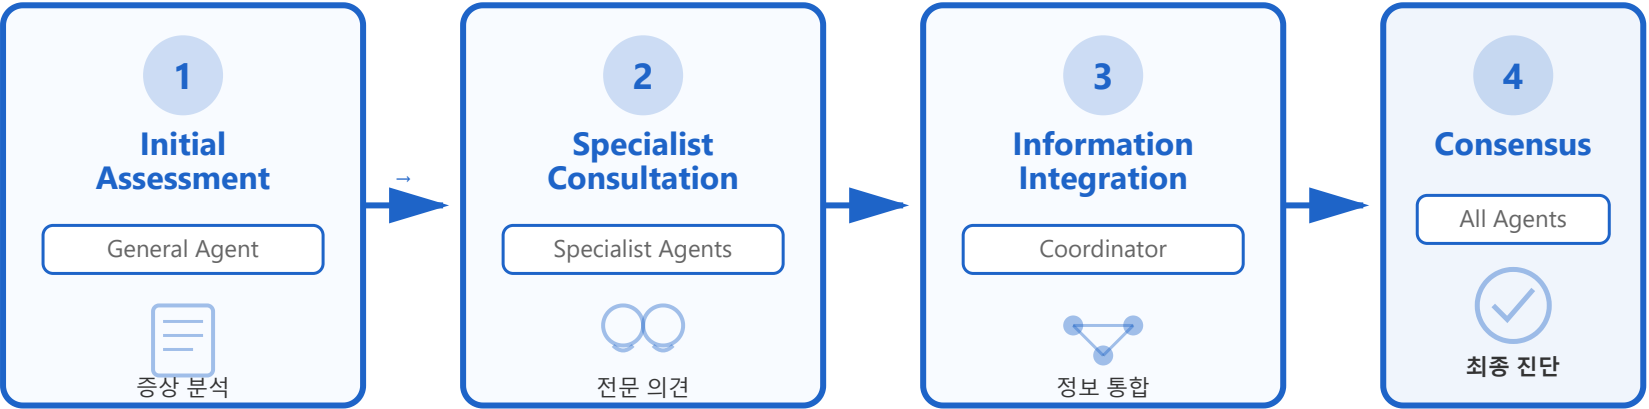 1
Initial
Assessment
General Agent
증상 분석
→
2
Specialist
Consultation
Specialist Agents
전문 의견
3
Information
Integration
Coordinator
정보 통합
4
Consensus
All Agents
최종 진단